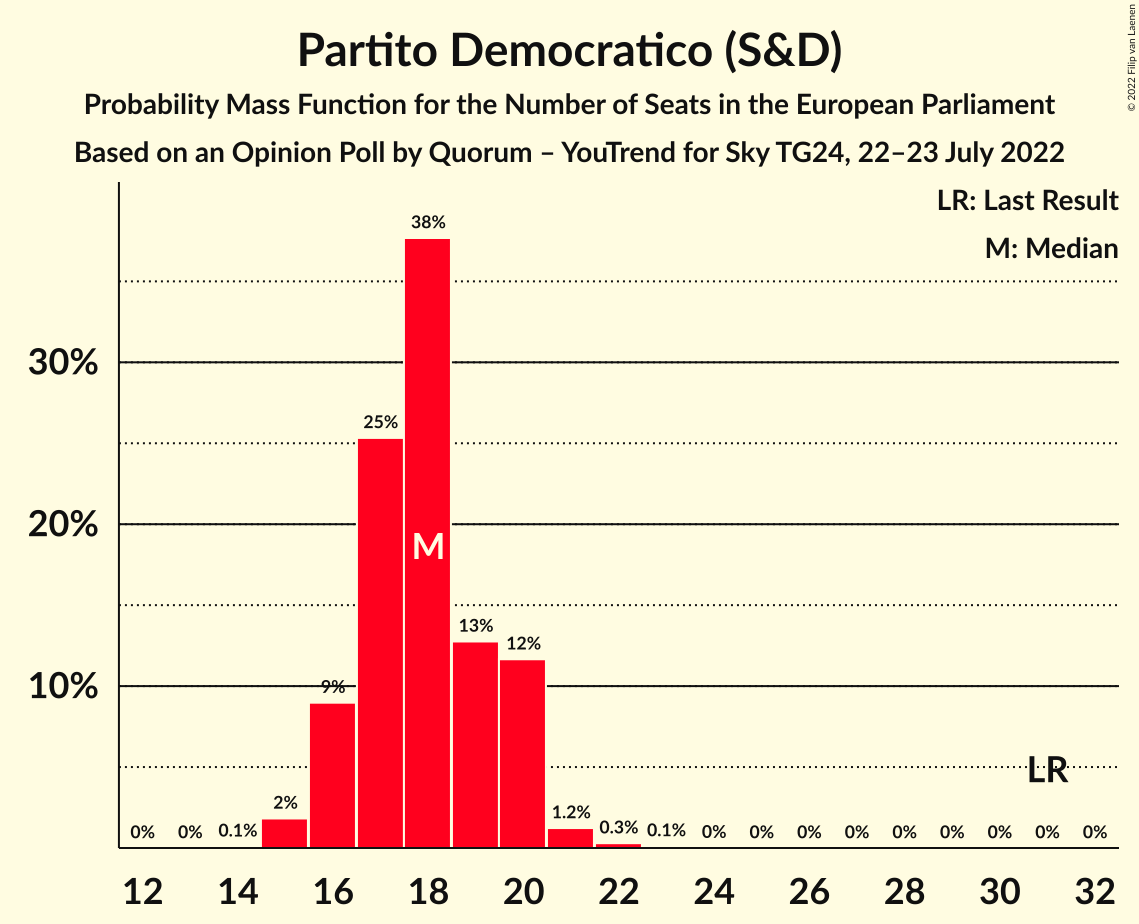 Partito Democratico (S&D)
Probability Mass Function for the Number of Seats in the European Parliament
Based on an Opinion Poll by Quorum – YouTrend for Sky TG24, 22–23 July 2022
© 2022 Filip van Laenen
LR: Last Result
M: Median
38%
30%
25%
20%
M
13%
12%
10%
9%
LR
2%
1.2%
0% 0% 0.1% 0.3% 0.1% 0% 0% 0% 0% 0% 0% 0% 0% 0%
12 14 16 18 20 22 24 26 28 30 32